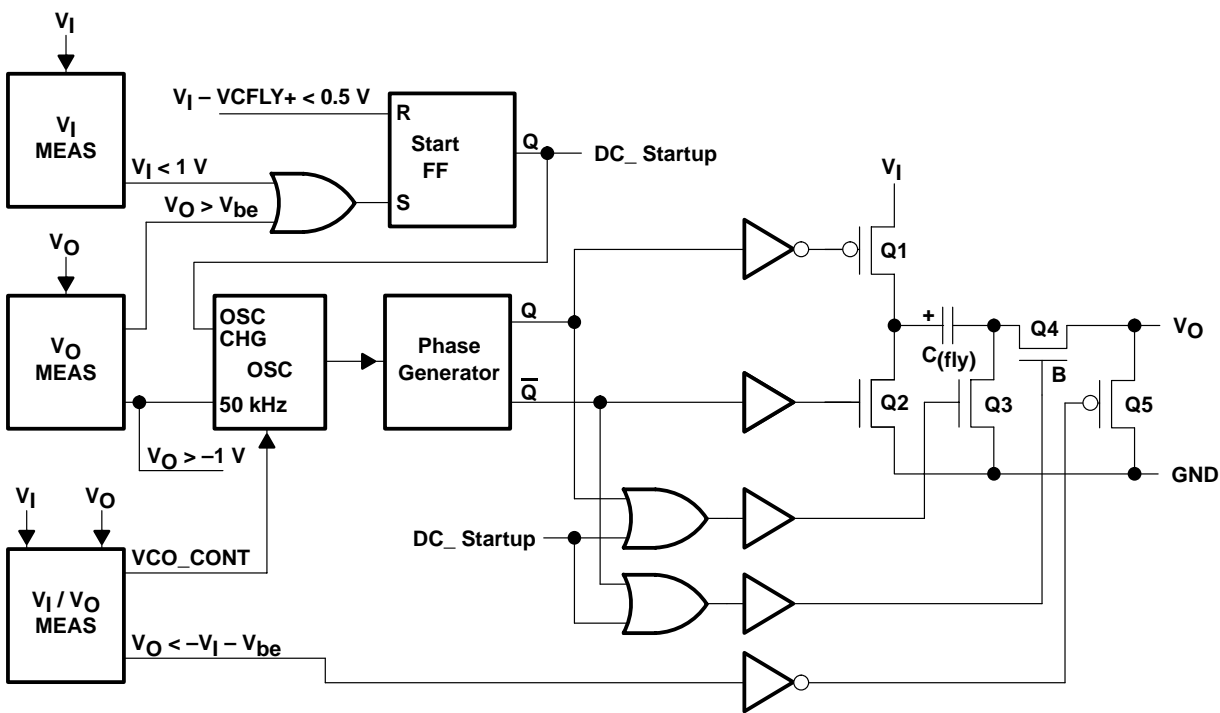 VI
VI
MEAS
VI – VCFLY+ < 0.5 V
R
Start
FF
Q
S
DC_ Startup
VI < 1 V
VO > Vbe
VO
VO
MEAS
OSC
CHG
OSC
50 kHz
Phase
Generator
Q
Q̅
VO > –1 V
VI
VO
VI / VO
MEAS
VCO_CONT
VO < –VI – Vbe
DC_ Startup
VI
Q1
+
C(fly)
Q4
VO
B
Q2
Q3
Q5
GND